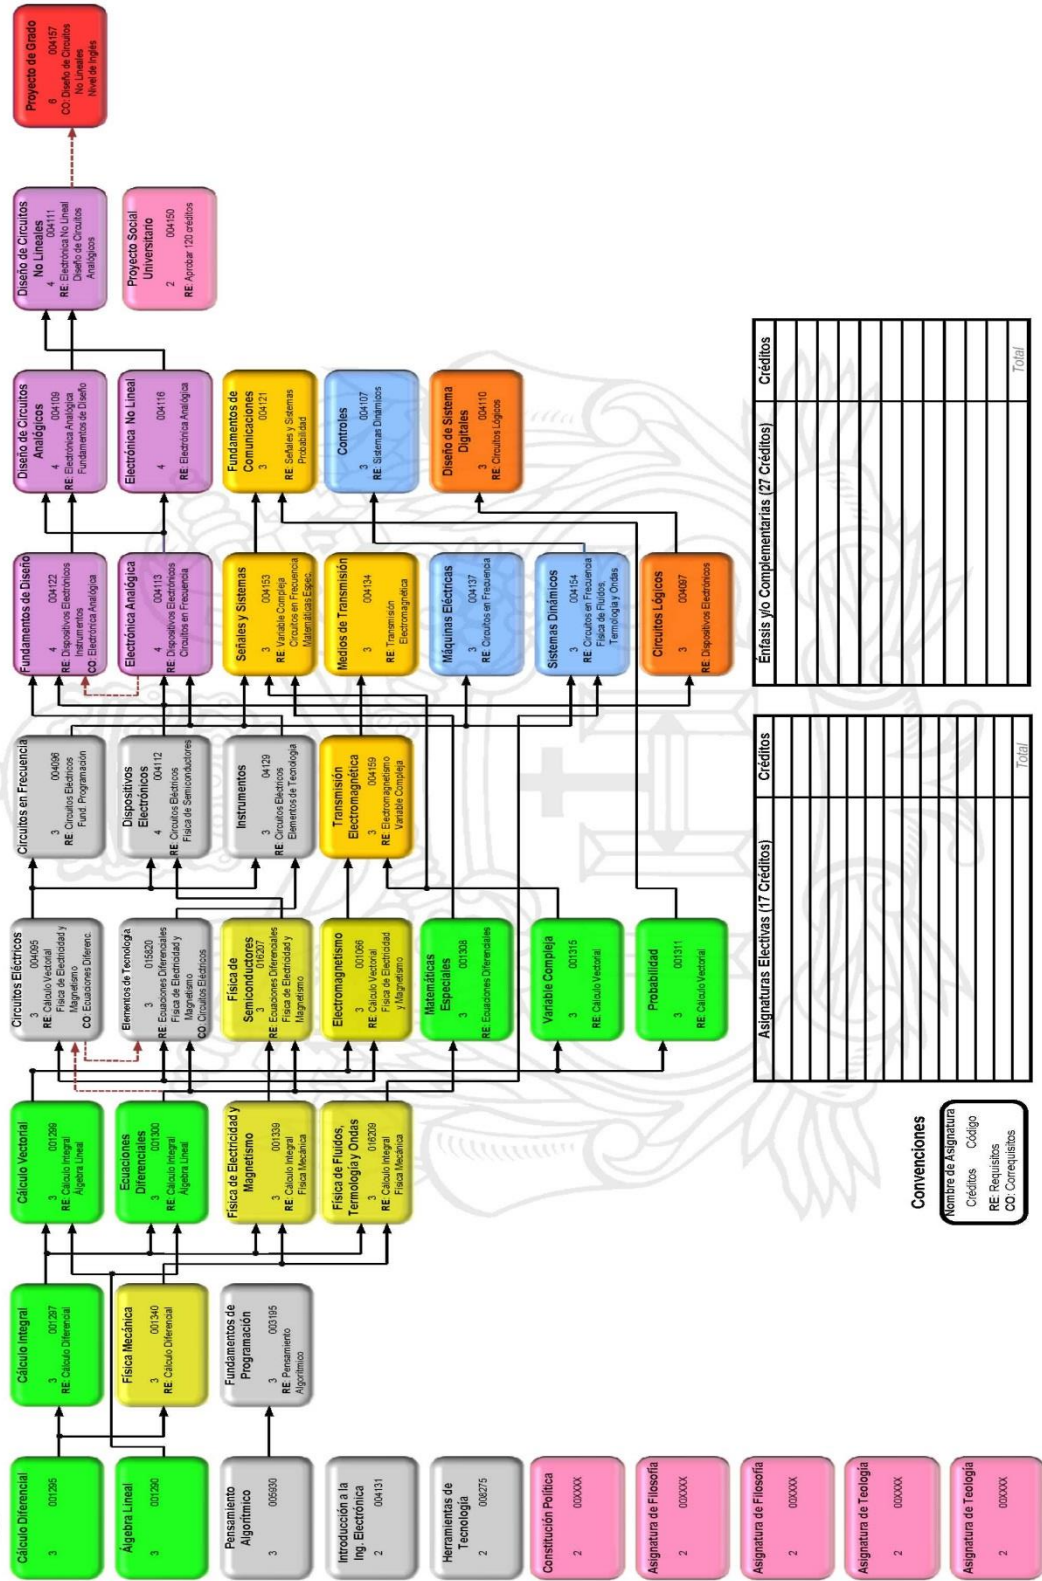 Cálculo Diferencial
3 001295
Álgebra Lineal
3 001290
Pensamiento
Algorítmico
3 005930
Introducción a la
Ing. Electrónica
2 004131
Herramientas de
Tecnología
2 008275
Constitución Política
2 00XXXX
Asignatura de Filosofía
2 00XXXX
Asignatura de Filosofía
2 00XXXX
Asignatura de Teología
2 00XXXX
Asignatura de Teología
2 00XXXX
Cálculo Integral
3 001297
RE: Cálculo Diferencial
Física Mecánica
3 001340
RE: Cálculo Diferencial
Fundamentos de
Programación
3 003195
RE: Pensamiento
Algorítmico
Cálculo Vectorial
3 001299
RE: Cálculo Integral
Álgebra Lineal
Ecuaciones
Diferenciales
3 001300
RE: Cálculo Integral
Álgebra Lineal
Física de Electricidad y
Magnetismo
3 001339
RE: Cálculo Integral
Física Mecánica
Física de Fluidos,
Termología y Ondas
3 016209
RE: Cálculo Integral
Física Mecánica
Circuitos Eléctricos
3 004095
RE: Cálculo Vectorial
Física de Electricidad y
Magnetismo
CO: Ecuaciones Diferenc.
Elementos de Tecnología
3 015820
RE: Ecuaciones Diferenciales
Física de Electricidad y
Magnetismo
CO: Circuitos Eléctricos
Física de
Semiconductores
3 016207
RE: Ecuaciones Diferenciales
Física de Electricidad y
Magnetismo
Electromagnetismo
3 001066
RE: Cálculo Vectorial
Física de Electricidad
y Magnetismo
Matemáticas
Especiales
3 001308
RE: Ecuaciones Diferenciales
Variable Compleja
3 001315
RE: Cálculo Vectorial
Probabilidad
3 001311
RE: Cálculo Vectorial
Circuitos en Frecuencia
3 004096
RE: Circuitos Eléctricos
Fund. Programación
Dispositivos
Electrónicos
4 004112
RE: Circuitos Eléctricos
Física de Semiconductores
Instrumentos
3 04129
RE: Circuitos Eléctricos
Elementos de Tecnología
Transmisión
Electromagnética
3 004159
RE: Electromagnetismo
Variable Compleja
Fundamentos de Diseño
4 004122
RE: Dispositivos Electrónicos
Instrumentos
CO: Electrónica Analógica
Electrónica Analógica
4 004113
RE: Dispositivos Electrónicos
Circuitos en Frecuencia
Señales y Sistemas
3 004153
RE: Variable Compleja
Circuitos en Frecuencia
Matemáticas Espec.
Medios de Transmisión
3 004134
RE: Transmisión
Electromagnética
Máquinas Eléctricas
3 004137
RE: Circuitos en Frecuencia
Sistemas Dinámicos
3 004154
RE: Circuitos en Frecuencia
Física de Fluidos,
Termología y Ondas
Circuitos Lógicos
3 004097
RE: Dispositivos Electrónicos
Diseño de Circuitos
Analógicos
4 004109
RE: Electrónica Analógica
Fundamentos de Diseño
Electrónica No Lineal
4 004116
RE: Electrónica Analógica
Fundamentos de
Comunicaciones
3 004121
RE: Señales y Sistemas
Probabilidad
Controles
3 004107
RE: Sistemas Dinámicos
Diseño de Sistema
Digitales
3 004110
RE: Circuitos Lógicos
Diseño de Circuitos
No Lineales
4 004111
RE: Electrónica No Lineal
Diseño de Circuitos
Analógicos
Proyecto Social
Universitario
2 004150
RE: Aprobar 120 créditos
Proyecto de Grado
6 004157
CO: Diseño de Circuitos
No Lineales
Nivel de Inglés
Convenciones
Nombre de Asignatura
Créditos Código
RE: Requisitos
CO: Correquisitos
Asignaturas Electivas (17 Créditos) Créditos
Total
Énfasis y/o Complementarias (27 Créditos) Créditos
Total